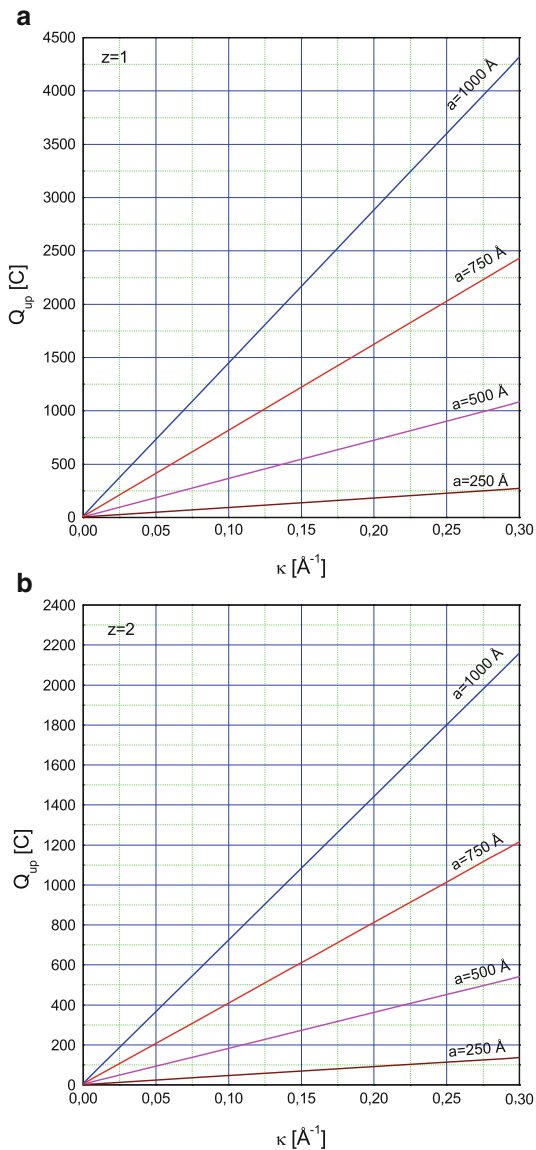 a
z=1
4500
4000
3500
3000
2500
2000
1500
1000
500
0
Q_up [C]
a=1000 Å
a=750 Å
a=500 Å
a=250 Å
0,00 0,05 0,10 0,15 0,20 0,25 0,30
κ [Å⁻¹]
b
z=2
2400
2200
2000
1800
1600
1400
1200
1000
800
600
400
200
0
Q_up [C]
a=1000 Å
a=750 Å
a=500 Å
a=250 Å
0,00 0,05 0,10 0,15 0,20 0,25 0,30
κ [Å⁻¹]